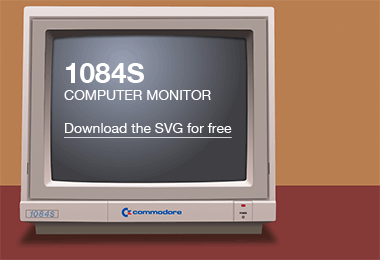 1084S
COMPUTER MONITOR
Download the SVG for free
1084S
commodore